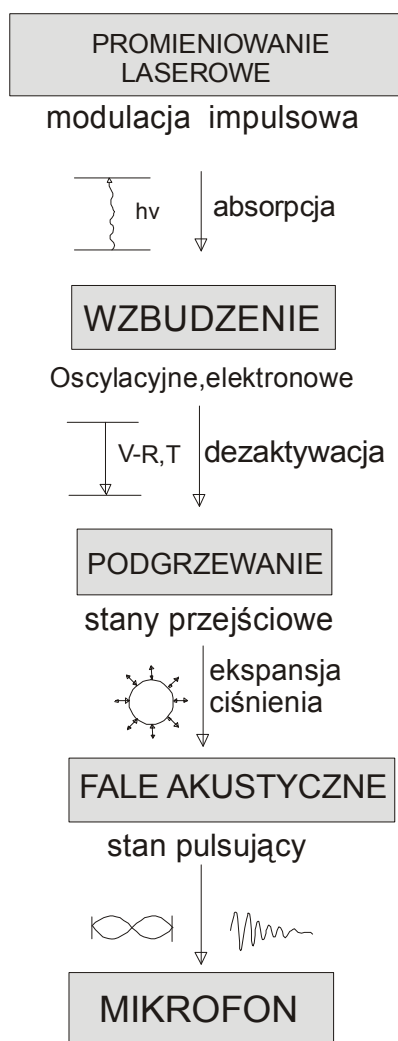 PROMIENIOWANIE
LASEROWE
modulacja impulsowa
hv
absorpcja
WZBUDZENIE
Oscylacyjne,elektronowe
V-R,T
dezaktywacja
PODGRZEWANIE
stany przejściowe
ekspansja
ciśnienia
FALE AKUSTYCZNE
stan pulsujący
MIKROFON